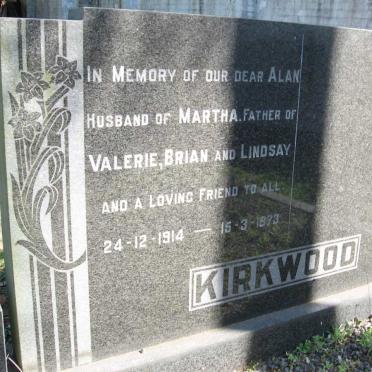 In Memory of our dear Alan
Husband of Martha. Father of
Valerie, Brian and Lindsay
and a loving friend to all
24-12-1914 — 15-3-1973
KIRKWOOD